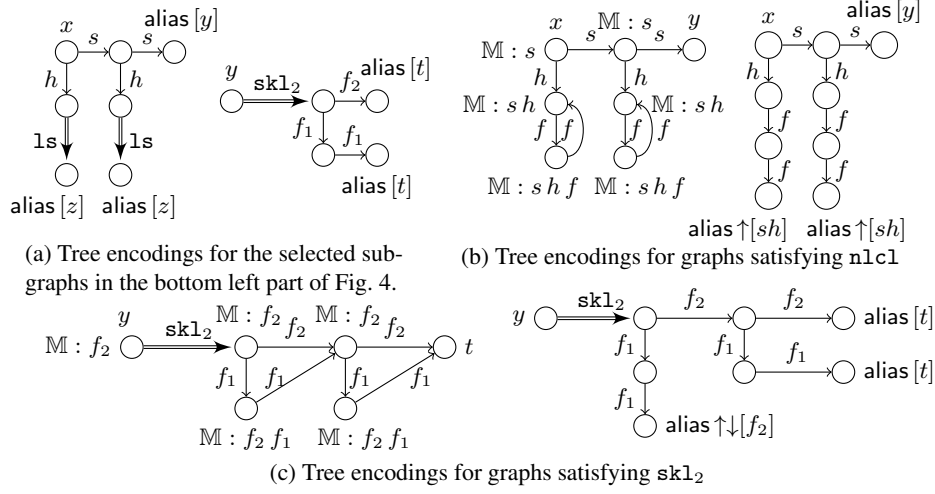 x s s alias [y]
h h
ls ls
alias [z] alias [z]
y skl₂ f₂ alias [t]
f₁ f₁
alias [t]
(a) Tree encodings for the selected sub-
graphs in the bottom left part of Fig. 4.
x 𝕄 : s y
𝕄 : s s s
h h
𝕄 : s h 𝕄 : s h
f f f f
𝕄 : s h f 𝕄 : s h f
alias [y]
x s s
h h
f f
f f
alias ↑[sh] alias ↑[sh]
(b) Tree encodings for graphs satisfying nlcl
y 𝕄 : f₂ 𝕄 : f₂
𝕄 : f₂ skl₂ f₂ f₂ t
f₁ f₁ f₁ f₁
𝕄 : f₂ f₁ 𝕄 : f₂ f₁
y skl₂ f₂ f₂ alias [t]
f₁ f₁ f₁ alias [t]
f₁
alias ↑↓[f₂]
(c) Tree encodings for graphs satisfying skl₂